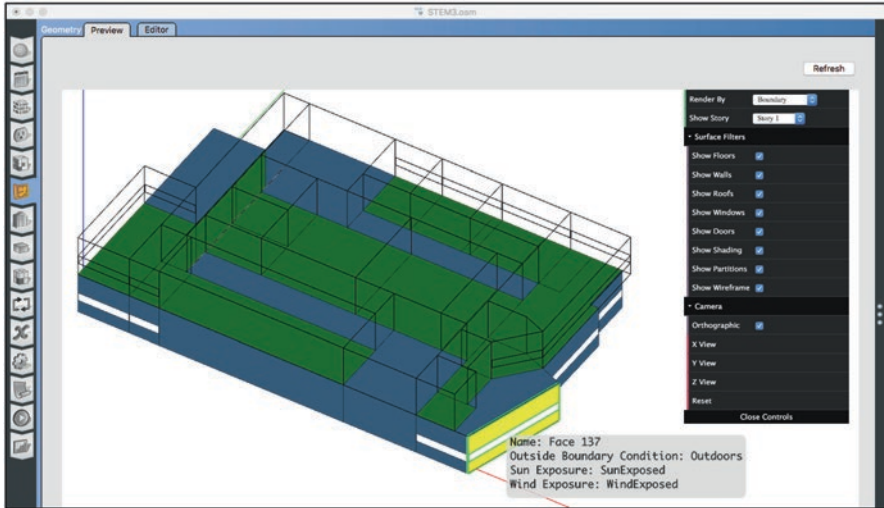 STEM3.osm
Geometry Preview Editor
Refresh
Render By Boundary
Show Story Story 1
Surface Filters
Show Floors
Show Walls
Show Roofs
Show Windows
Show Doors
Show Shading
Show Partitions
Show Wireframe
Camera
Orthographic
X View
Y View
Z View
Reset
Close Controls
Name: Face 137
Outside Boundary Condition: Outdoors
Sun Exposure: SunExposed
Wind Exposure: WindExposed